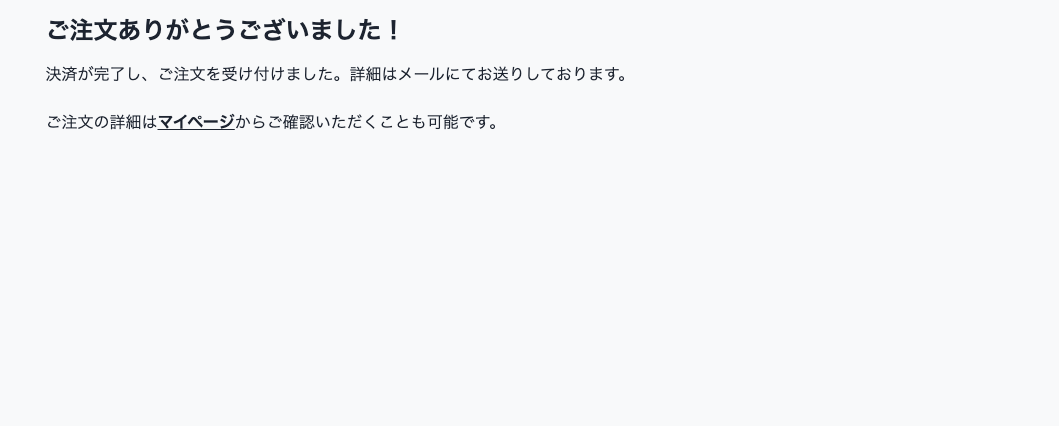 ご注文ありがとうございました！
決済が完了し、ご注文を受け付けました。詳細はメールにてお送りしております。
ご注文の詳細はマイページからご確認いただくことも可能です。